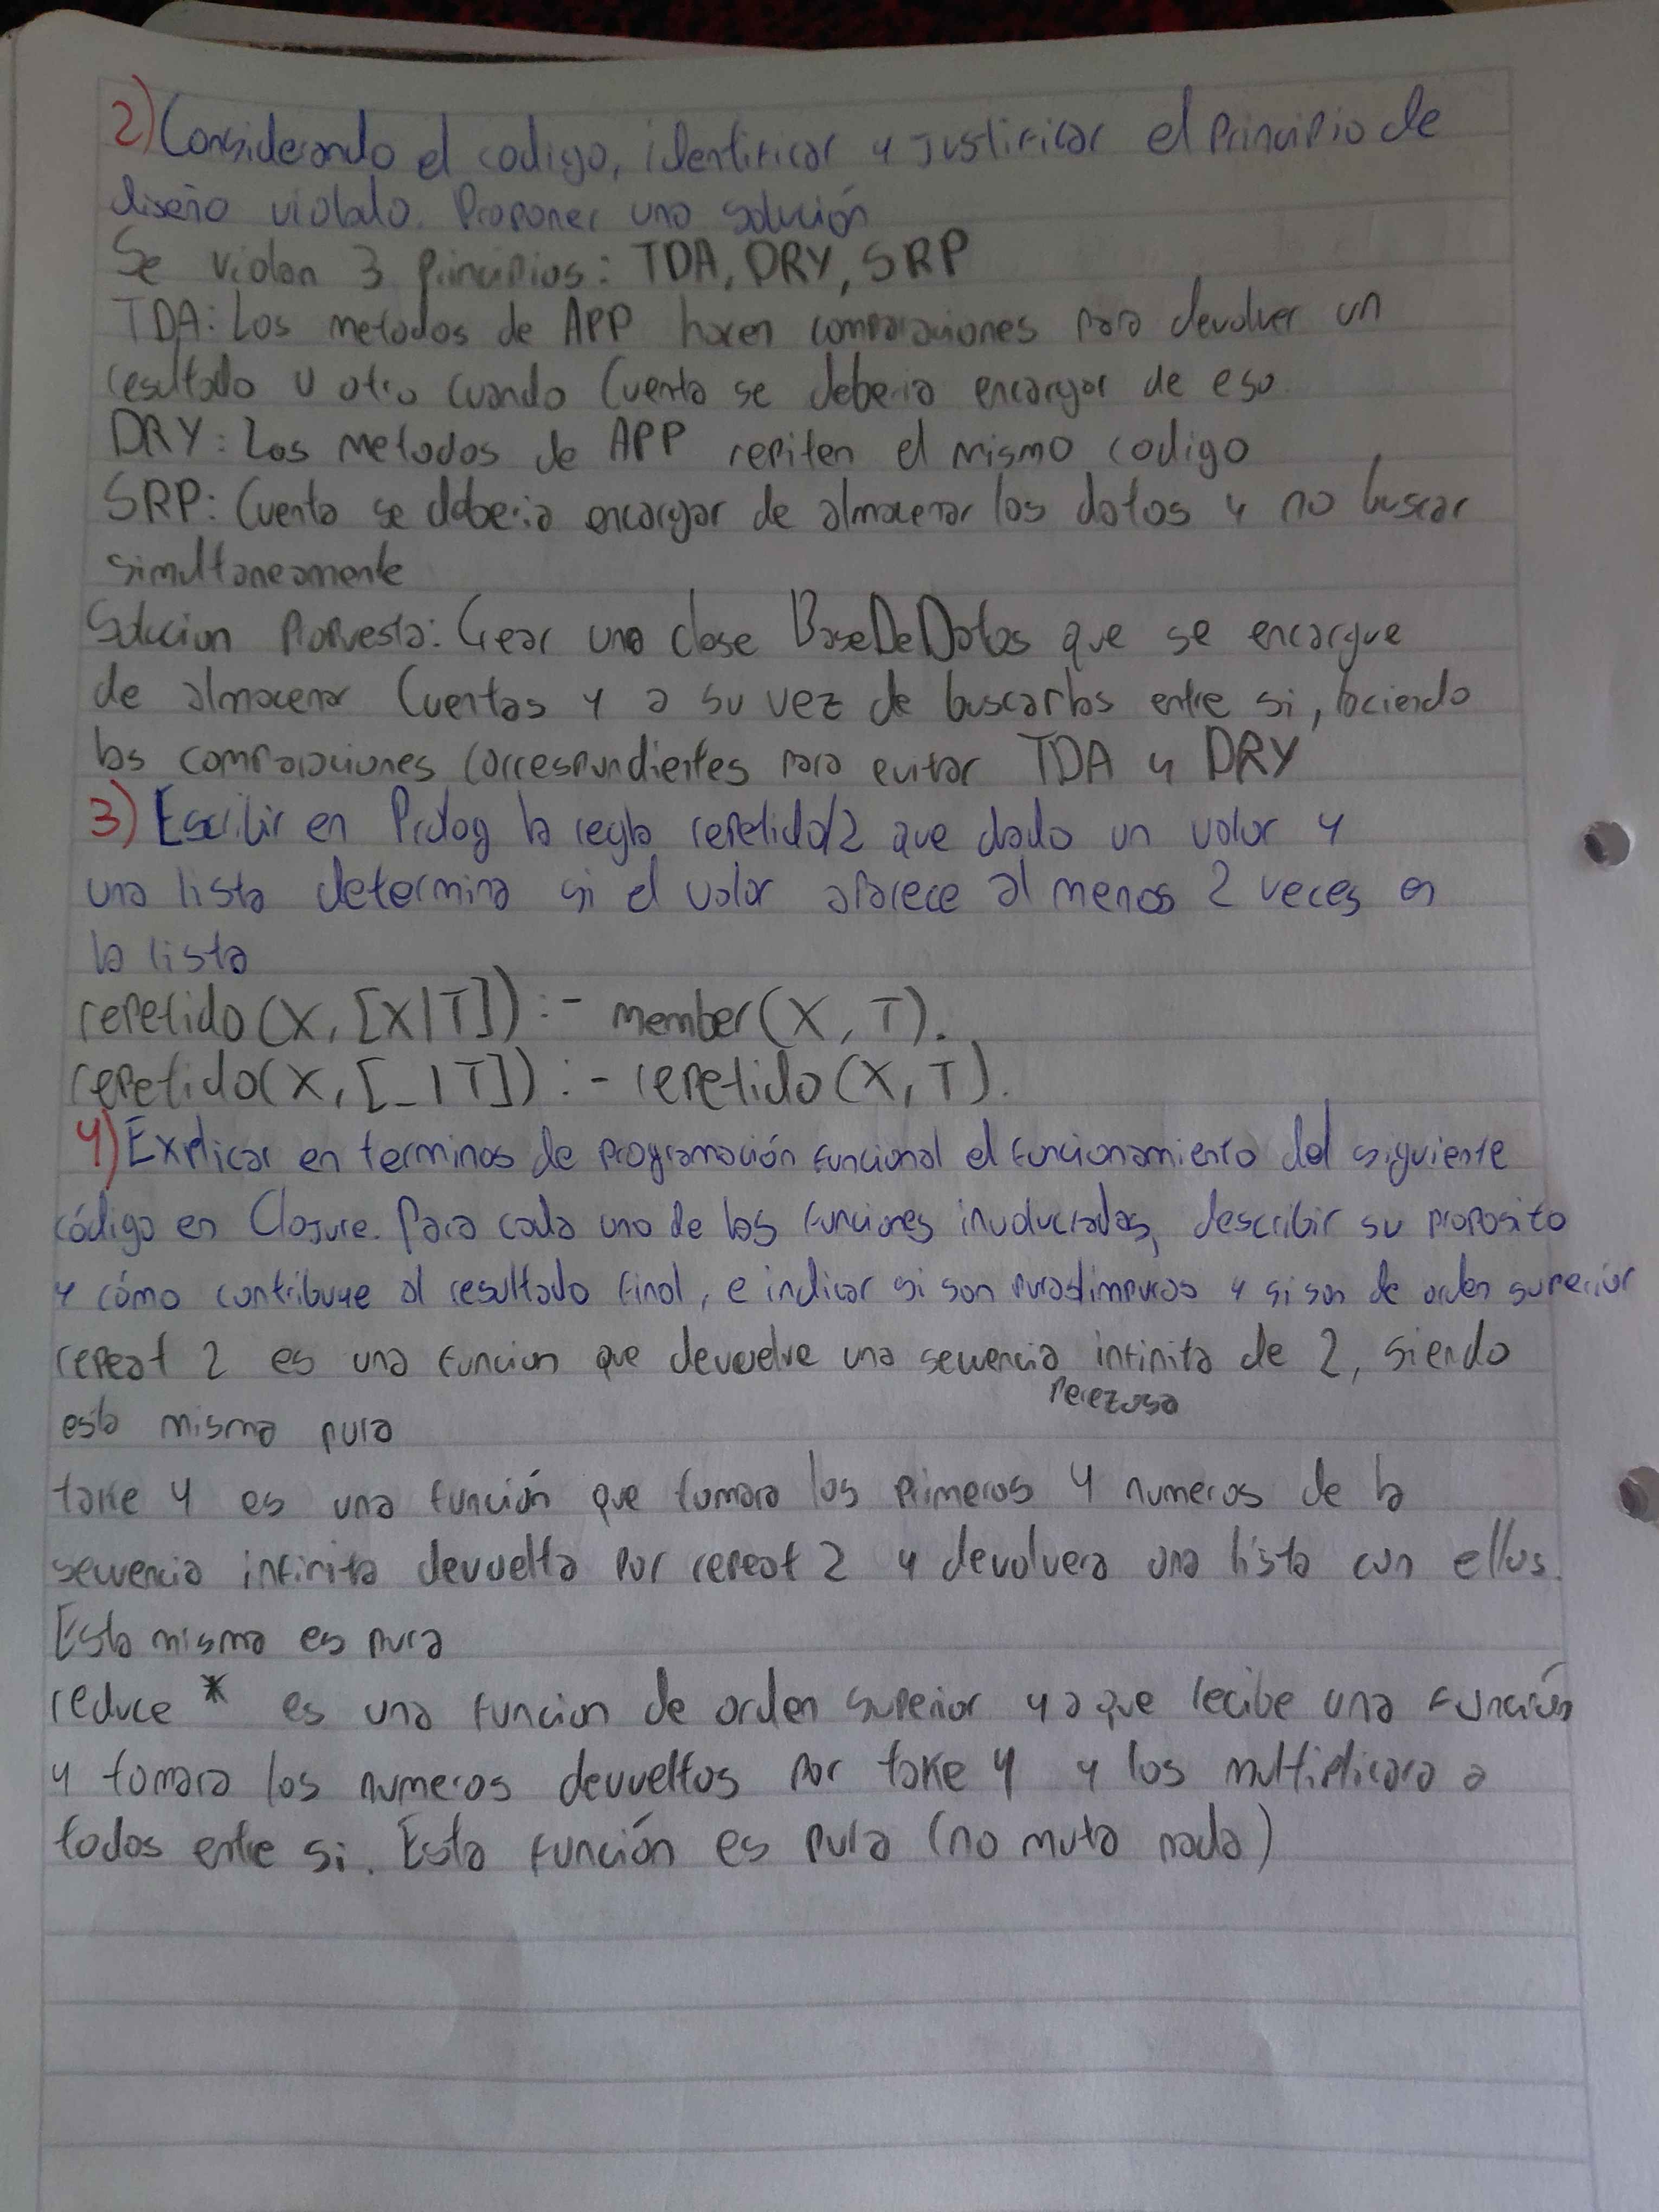 2) Considerando el codigo, identificar y justificar el Principio de
diseño violado. Proponer una solución
Se violan 3 Principios: TDA, DRY, SRP
TDA: Los metodos de APP hacen comparaciones para devolver un
resultado u otro cuando Cuenta se deberia encargar de eso.
DRY: Los metodos de APP repiten el mismo codigo
SRP: Cuenta se deberia encargar de almacenar los datos y no buscar
simultaneamente
Solucion Propuesta: Crear una clase BaseDeDatos que se encargue
de almacenar Cuentas y a su vez de buscarlas entre si, haciendo
las comparaciones correspondientes para evitar TDA y DRY
3) Escribir en Prolog la regla repetido/2 que dado un valor y
una lista determina si el valor aparece al menos 2 veces en
la lista
repetido(X, [X|T]) :- member(X, T).
repetido(X, [_|T]) :- repetido(X, T).
4) Explicar en terminos de programación funcional el funcionamiento del siguiente
código en Clojure. Para cada una de las funciones involucradas, describir su proposito
y cómo contribuye al resultado final, e indicar si son puras/impuras y si son de orden superior
repeat 2 es una funcion que devuelve una secuencia infinita de 2, siendo
perezosa
esta misma pura
take 4 es una función que tomara los primeros 4 numeros de la
secuencia infinita devuelta por repeat 2 y devolvera una lista con ellos.
Esta misma es pura
reduce * es una funcion de orden superior ya que recibe una función
y tomara los numeros devueltos por take 4 y los multiplicara a
todos entre si. Esta función es pura (no muta nada)